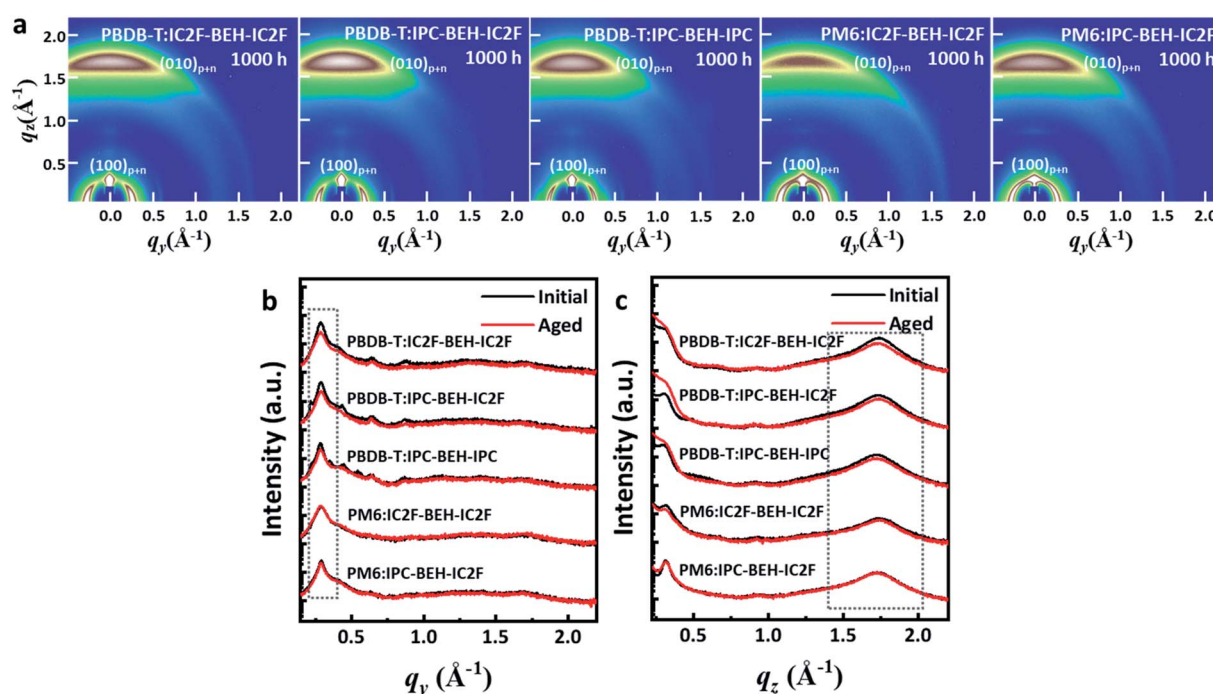 a
PBDB-T:IC2F-BEH-IC2F
1000 h
(010)p+n
(100)p+n
PBDB-T:IPC-BEH-IC2F
1000 h
(010)p+n
(100)p+n
PBDB-T:IPC-BEH-IPC
1000 h
(010)p+n
(100)p+n
PM6:IC2F-BEH-IC2F
1000 h
(010)p+n
(100)p+n
PM6:IPC-BEH-IC2F
1000 h
(010)p+n
(100)p+n
qz(Å-1)
2.0
1.5
1.0
0.5
0.0 0.5 1.0 1.5 2.0
0.0 0.5 1.0 1.5 2.0
0.0 0.5 1.0 1.5 2.0
0.0 0.5 1.0 1.5 2.0
0.0 0.5 1.0 1.5 2.0
qy(Å-1)
qy(Å-1)
qy(Å-1)
qy(Å-1)
qy(Å-1)
b
Initial
Aged
PBDB-T:IC2F-BEH-IC2F
PBDB-T:IPC-BEH-IC2F
PBDB-T:IPC-BEH-IPC
PM6:IC2F-BEH-IC2F
PM6:IPC-BEH-IC2F
Intensity (a.u.)
0.5 1.0 1.5 2.0
qy (Å-1)
c
Initial
Aged
PBDB-T:IC2F-BEH-IC2F
PBDB-T:IPC-BEH-IC2F
PBDB-T:IPC-BEH-IPC
PM6:IC2F-BEH-IC2F
PM6:IPC-BEH-IC2F
Intensity (a.u.)
0.5 1.0 1.5 2.0
qz (Å-1)